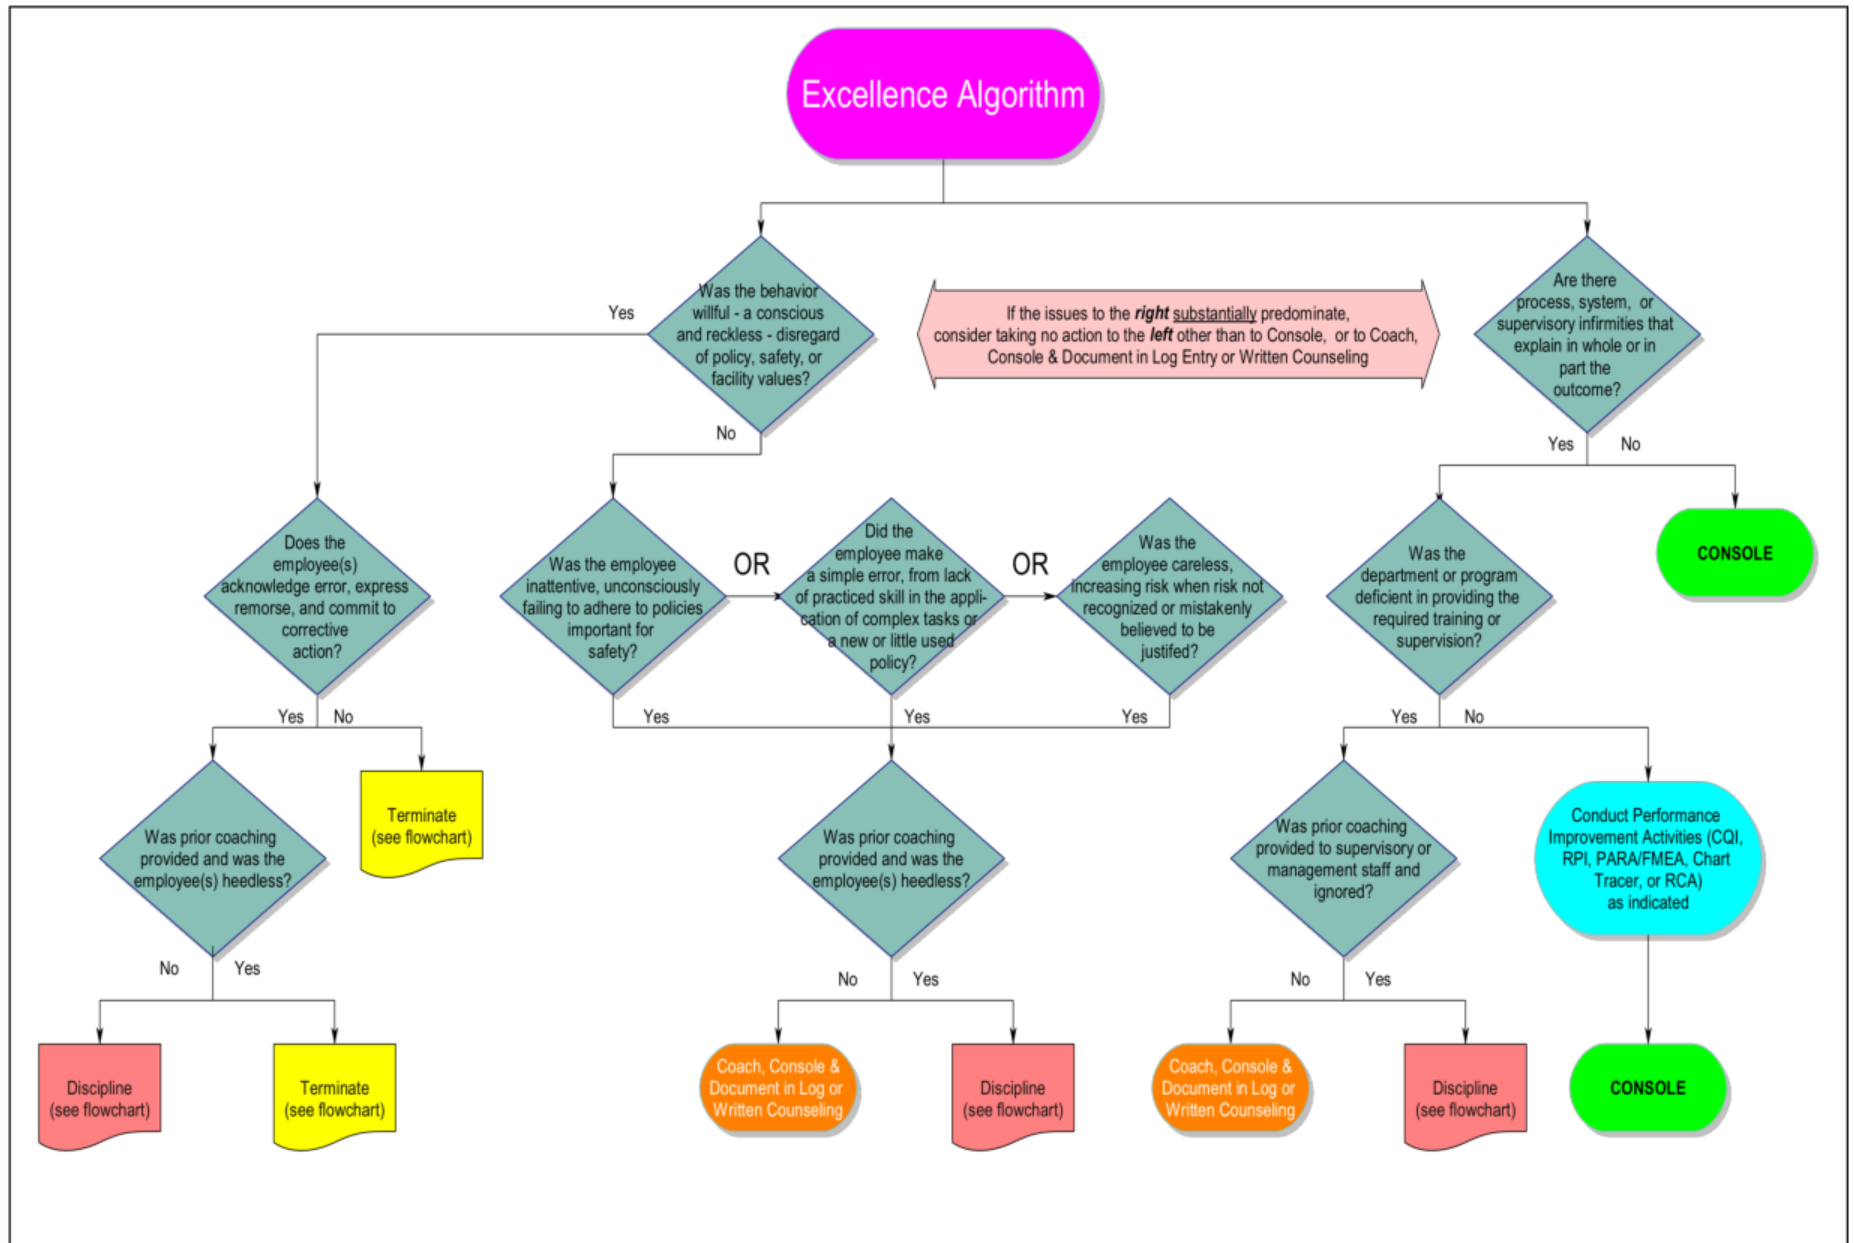 Excellence Algorithm
Was the behavior
willful - a conscious
and reckless - disregard
of policy, safety, or
facility values?
Yes
No
If the issues to the right substantially predominate,
consider taking no action to the left other than to Console, or to Coach,
Console & Document in Log Entry or Written Counseling
Are there
process, system, or
supervisory infirmities that
explain in whole or in
part the
outcome?
Yes
No
CONSOLE
Does the
employee(s)
acknowledge error, express
remorse, and commit to
corrective
action?
Yes
No
Was the employee
inattentive, unconsciously
failing to adhere to policies
important for
safety?
Yes
OR
Did the
employee make
a simple error, from lack
of practiced skill in the appli-
cation of complex tasks or
a new or little used
policy?
Yes
OR
Was the
employee careless,
increasing risk when risk not
recognized or mistakenly
believed to be
justifed?
Yes
Was the
department or program
deficient in providing the
required training or
supervision?
Yes
No
Was prior coaching
provided and was the
employee(s) heedless?
No
Yes
Terminate
(see flowchart)
Was prior coaching
provided and was the
employee(s) heedless?
No
Yes
Was prior coaching
provided to supervisory or
management staff and
ignored?
No
Yes
Conduct Performance
Improvement Activities (CQI,
RPI, PARA/FMEA, Chart
Tracer, or RCA)
as indicated
Discipline
(see flowchart)
Terminate
(see flowchart)
Coach, Console &
Document in Log or
Written Counseling
Discipline
(see flowchart)
Coach, Console &
Document in Log or
Written Counseling
Discipline
(see flowchart)
CONSOLE